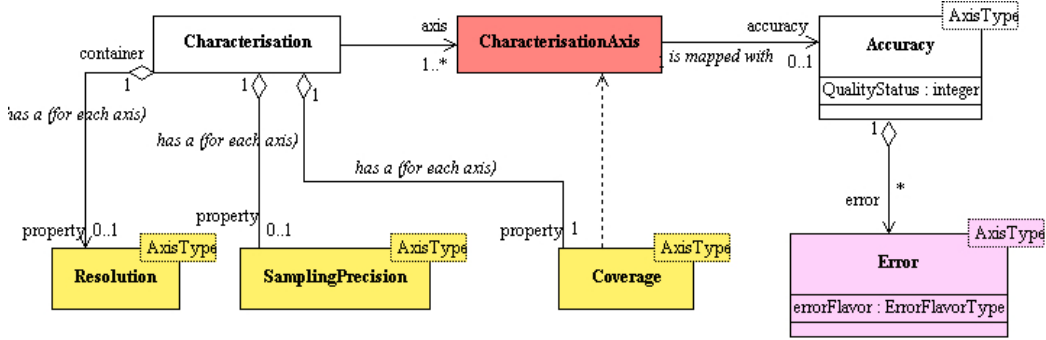 AxisType
axis
accuracy
Characterisation
CharacterisationAxis
Accuracy
container
1..*
is mapped with
0..1
1
1
1
QualityStatus : integer
has a (for each axis)
has a (for each axis)
1
has a (for each axis)
*
error
property
0..1
property
0..1
property
1
AxisType
AxisType
AxisType
AxisType
Resolution
SamplingPrecision
Coverage
Error
errorFlavor : ErrorFlavorType